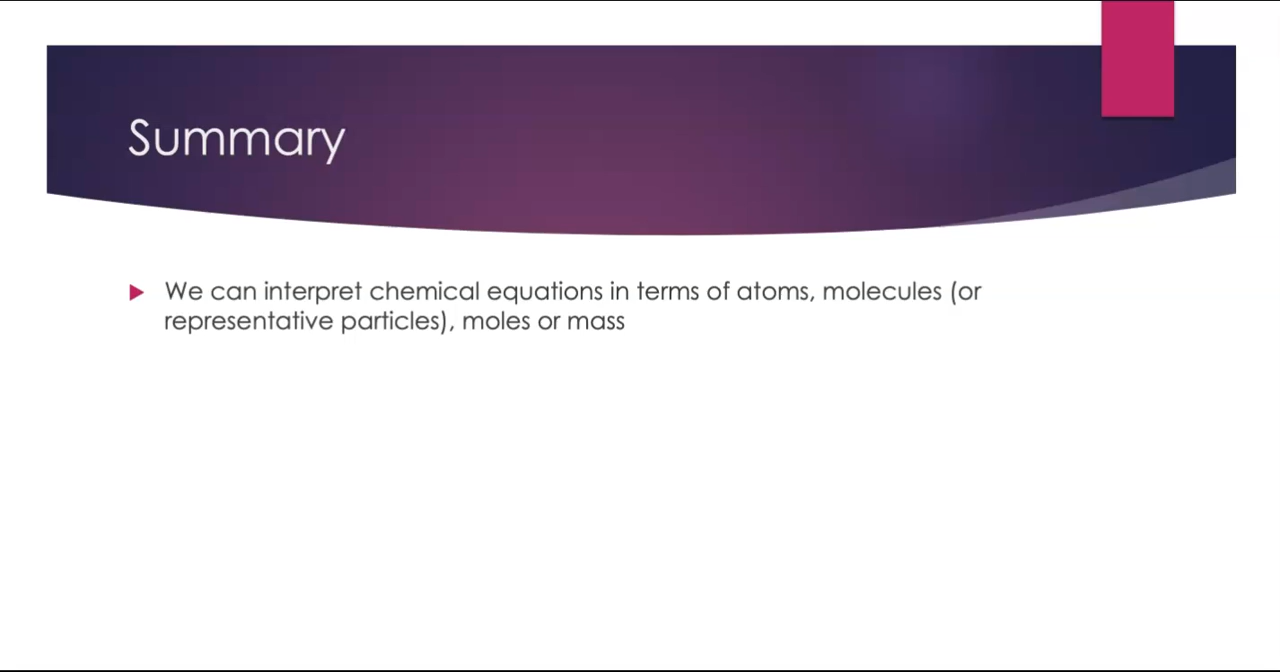 Summary
We can interpret chemical equations in terms of atoms, molecules (or
representative particles), moles or mass